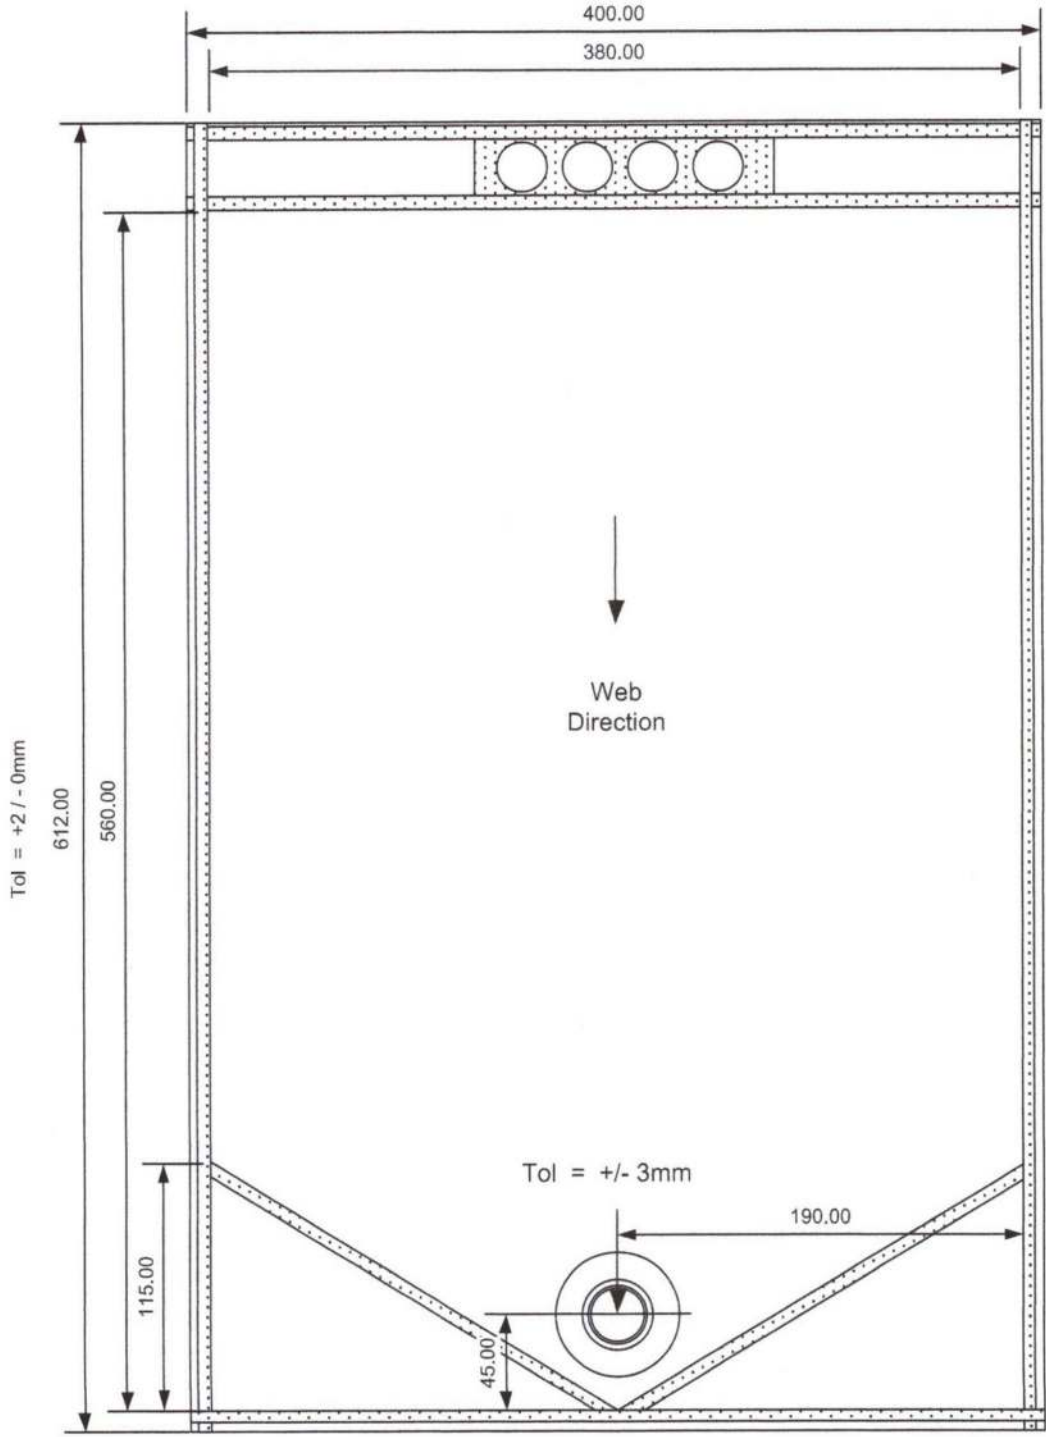 400.00
380.00
Web
Direction
Tol = +2 / - 0mm
612.00
560.00
Tol = +/- 3mm
190.00
115.00
45.00